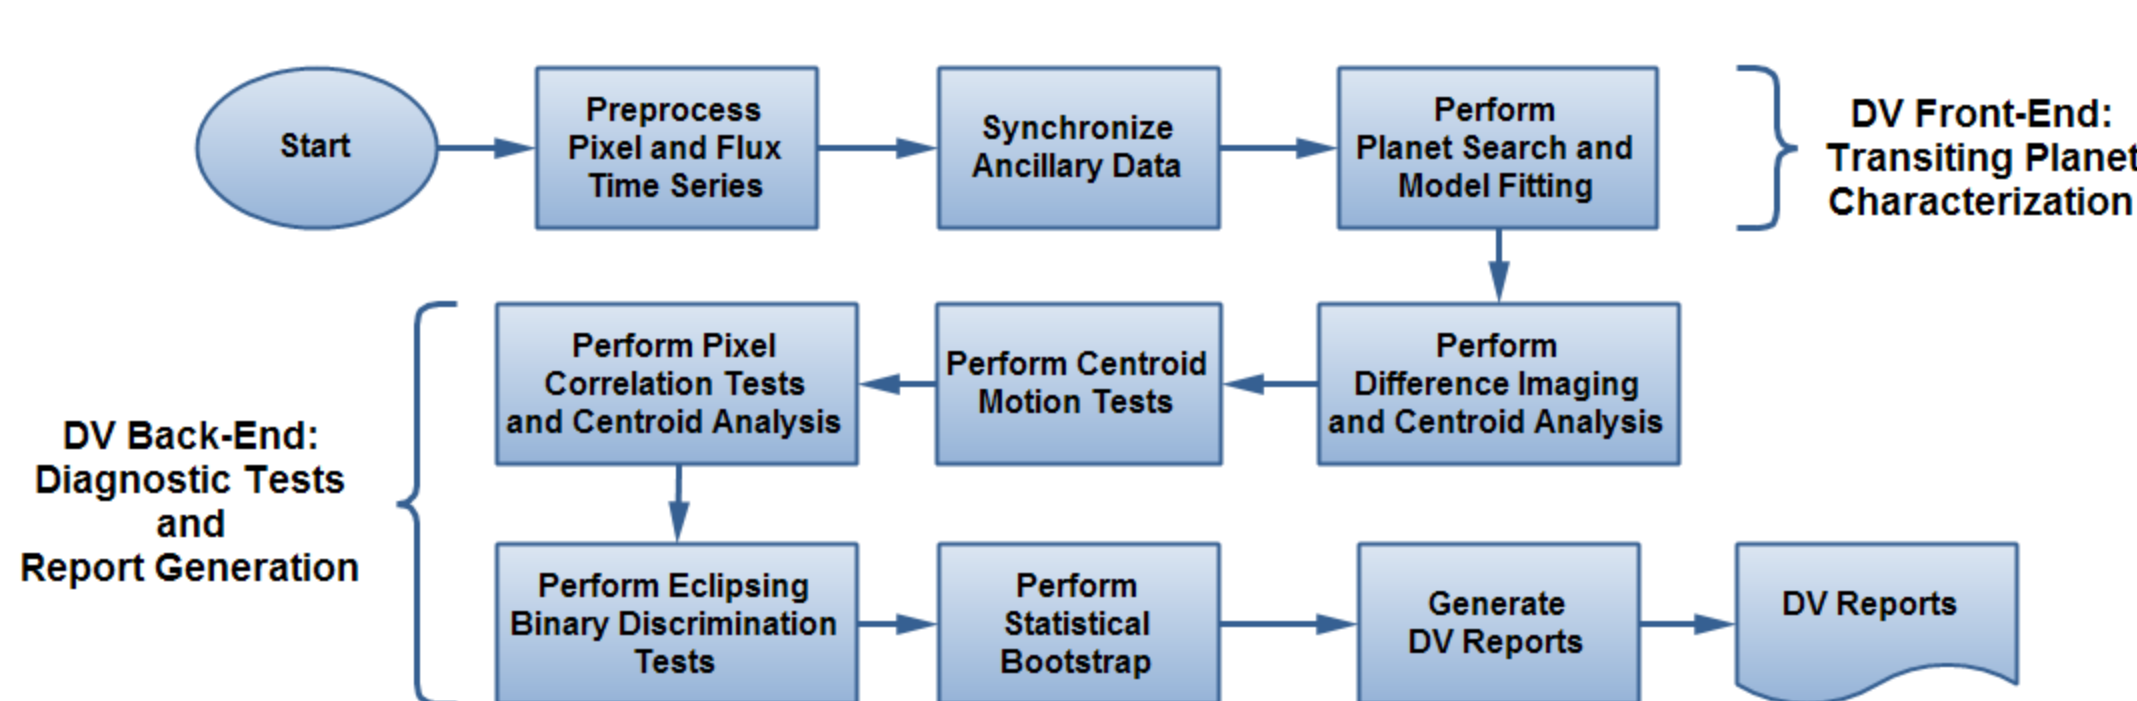 Start
Preprocess
Pixel and Flux
Time Series
Synchronize
Ancillary Data
Perform
Planet Search and
Model Fitting
DV Front-End:
Transiting Planet
Characterization
Perform
Difference Imaging
and Centroid Analysis
Perform Centroid
Motion Tests
Perform Pixel
Correlation Tests
and Centroid Analysis
DV Back-End:
Diagnostic Tests
and
Report Generation
Perform Eclipsing
Binary Discrimination
Tests
Perform
Statistical
Bootstrap
Generate
DV Reports
DV Reports